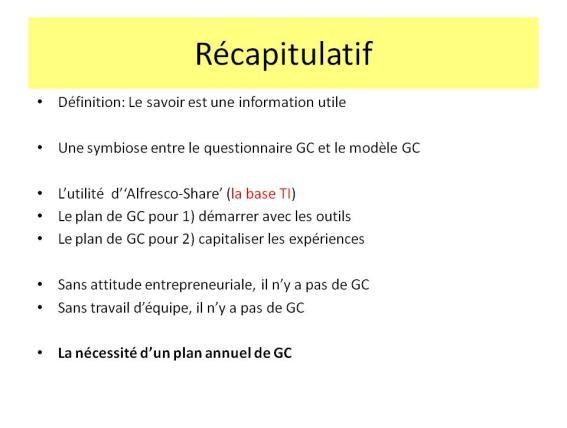 Récapitulatif
• Définition: Le savoir est une information utile
• Une symbiose entre le questionnaire GC et le modèle GC
• L’utilité d’‘Alfresco-Share’ (la base TI)
• Le plan de GC pour 1) démarrer avec les outils
• Le plan de GC pour 2) capitaliser les expériences
• Sans attitude entrepreneuriale, il n’y a pas de GC
• Sans travail d’équipe, il n’y a pas de GC
• La nécessité d’un plan annuel de GC